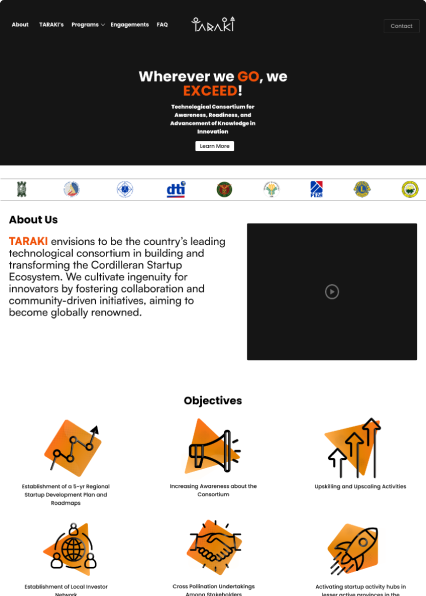 About TARAKI's Programs Engagements FAQ TARAKI Contact
Wherever we GO, we
EXCEED!
Technological Consortium for
Awareness, Readiness, and
Advancement of Knowledge in
Innovation
Learn More
dti
About Us
TARAKI envisions to be the country's leading
technological consortium in building and
transforming the Cordilleran Startup
Ecosystem. We cultivate ingenuity for
innovators by fostering collaboration and
community-driven initiatives, aiming to
become globally renowned.
Objectives
Establishment of a 5-yr Regional
Startup Development Plan and
Roadmaps
Increasing Awareness about the
Consortium
Upskilling and Upscaling Activities
Establishment of Local Investor
Network
Cross Pollination Undertakings
Among Stakeholders
Activating startup activity hubs in
lesser active provinces in the